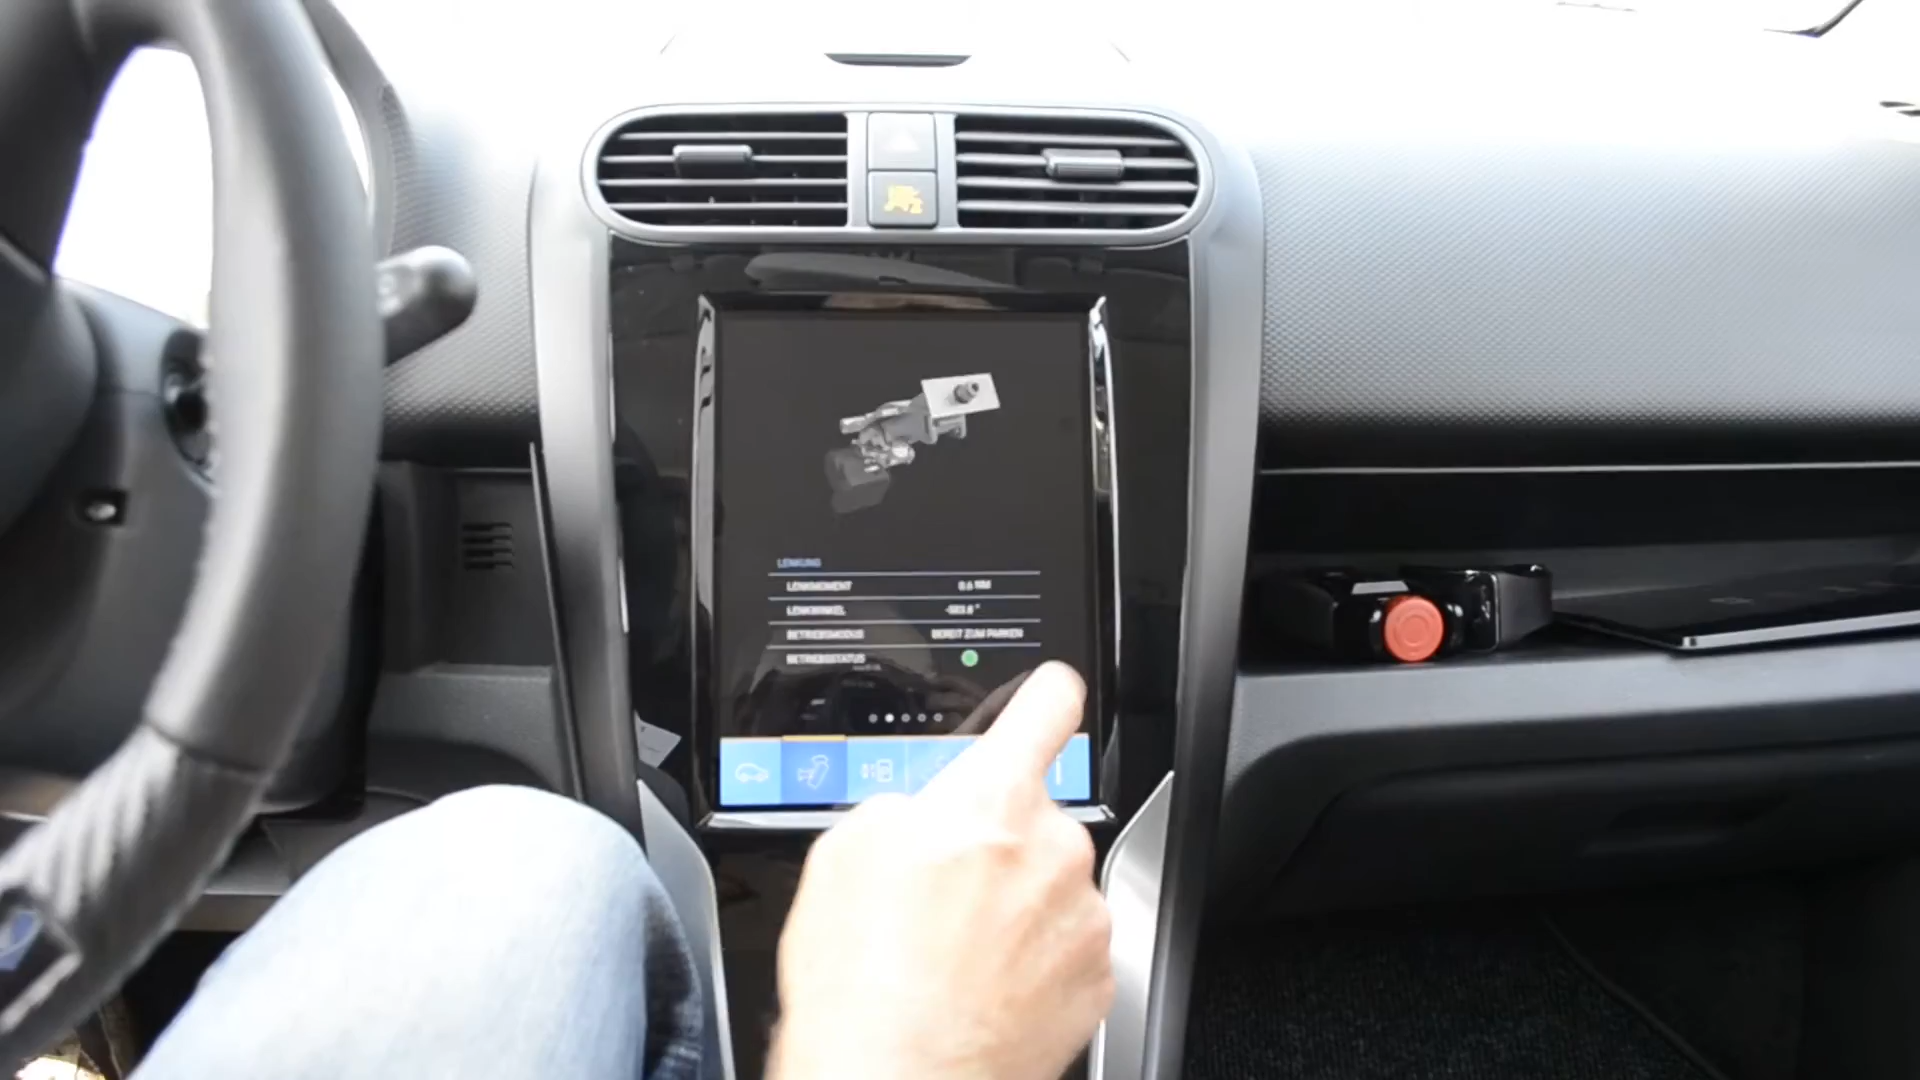 LENKUNG
LENKMOMENT 0.6 NM
LENKWINKEL
BETRIEBSMODUS BEREIT ZUM PARKEN
BETRIEBSSTATUS